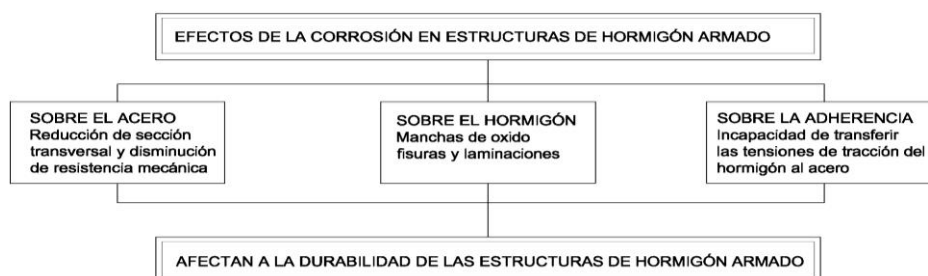 EFECTOS DE LA CORROSIÓN EN ESTRUCTURAS DE HORMIGÓN ARMADO
SOBRE EL ACERO
Reducción de sección
transversal y disminución
de resistencia mecánica
SOBRE EL HORMIGÓN
Manchas de oxido
fisuras y laminaciones
SOBRE LA ADHERENCIA
Incapacidad de transferir
las tensiones de tracción del
hormigón al acero
AFECTAN A LA DURABILIDAD DE LAS ESTRUCTURAS DE HORMIGÓN ARMADO